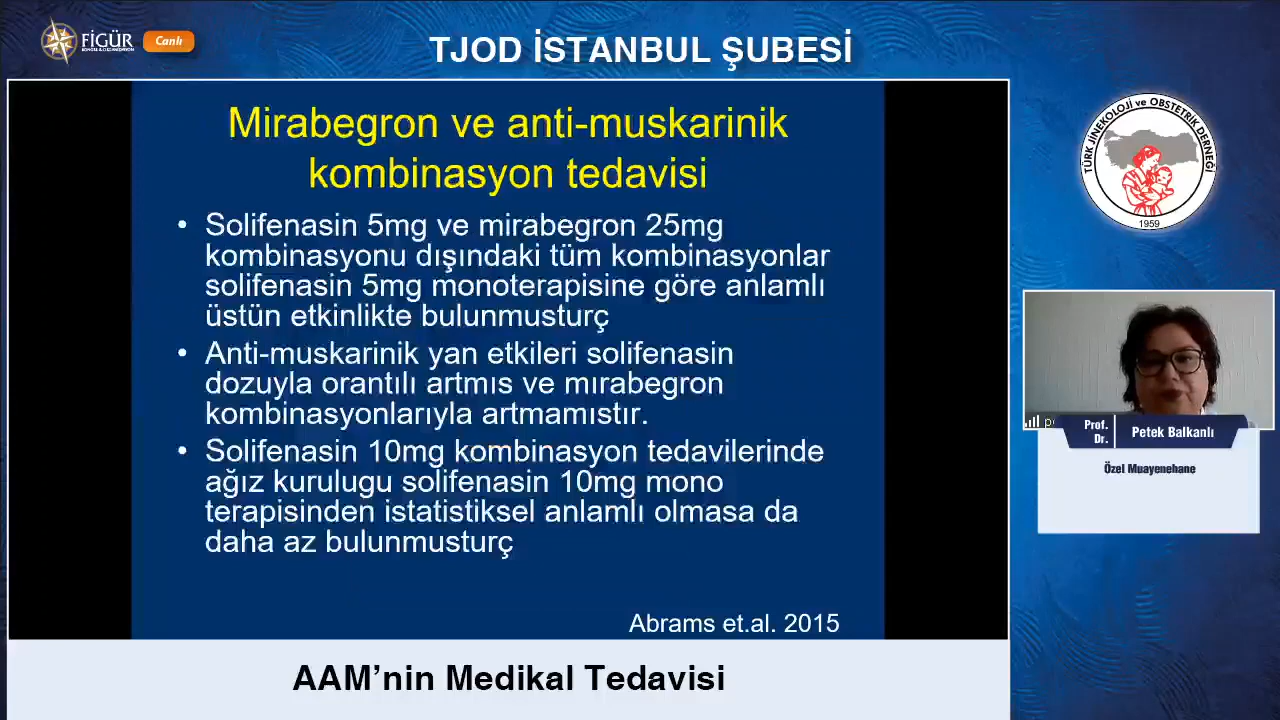 FİGÜR
Canlı
TJOD İSTANBUL ŞUBESİ
Mirabegron ve anti-muskarinik
kombinasyon tedavisi
• Solifenasin 5mg ve mirabegron 25mg
kombinasyonu dışındaki tüm kombinasyonlar
solifenasin 5mg monoterapisine göre anlamlı
üstün etkinlikte bulunmusturç
• Anti-muskarinik yan etkileri solifenasin
dozuyla orantılı artmıs ve mırabegron
kombinasyonlarıyla artmamıstır.
• Solifenasin 10mg kombinasyon tedavilerinde
ağız kurulugu solifenasin 10mg mono
terapisinden istatistiksel anlamlı olmasa da
daha az bulunmusturç
Abrams et.al. 2015
AAM’nin Medikal Tedavisi
TÜRK JİNEKOLOJİ ve OBSTETRİK DERNEĞİ
1959
Prof.
Dr.
Petek Balkanlı
Özel Muayenehane